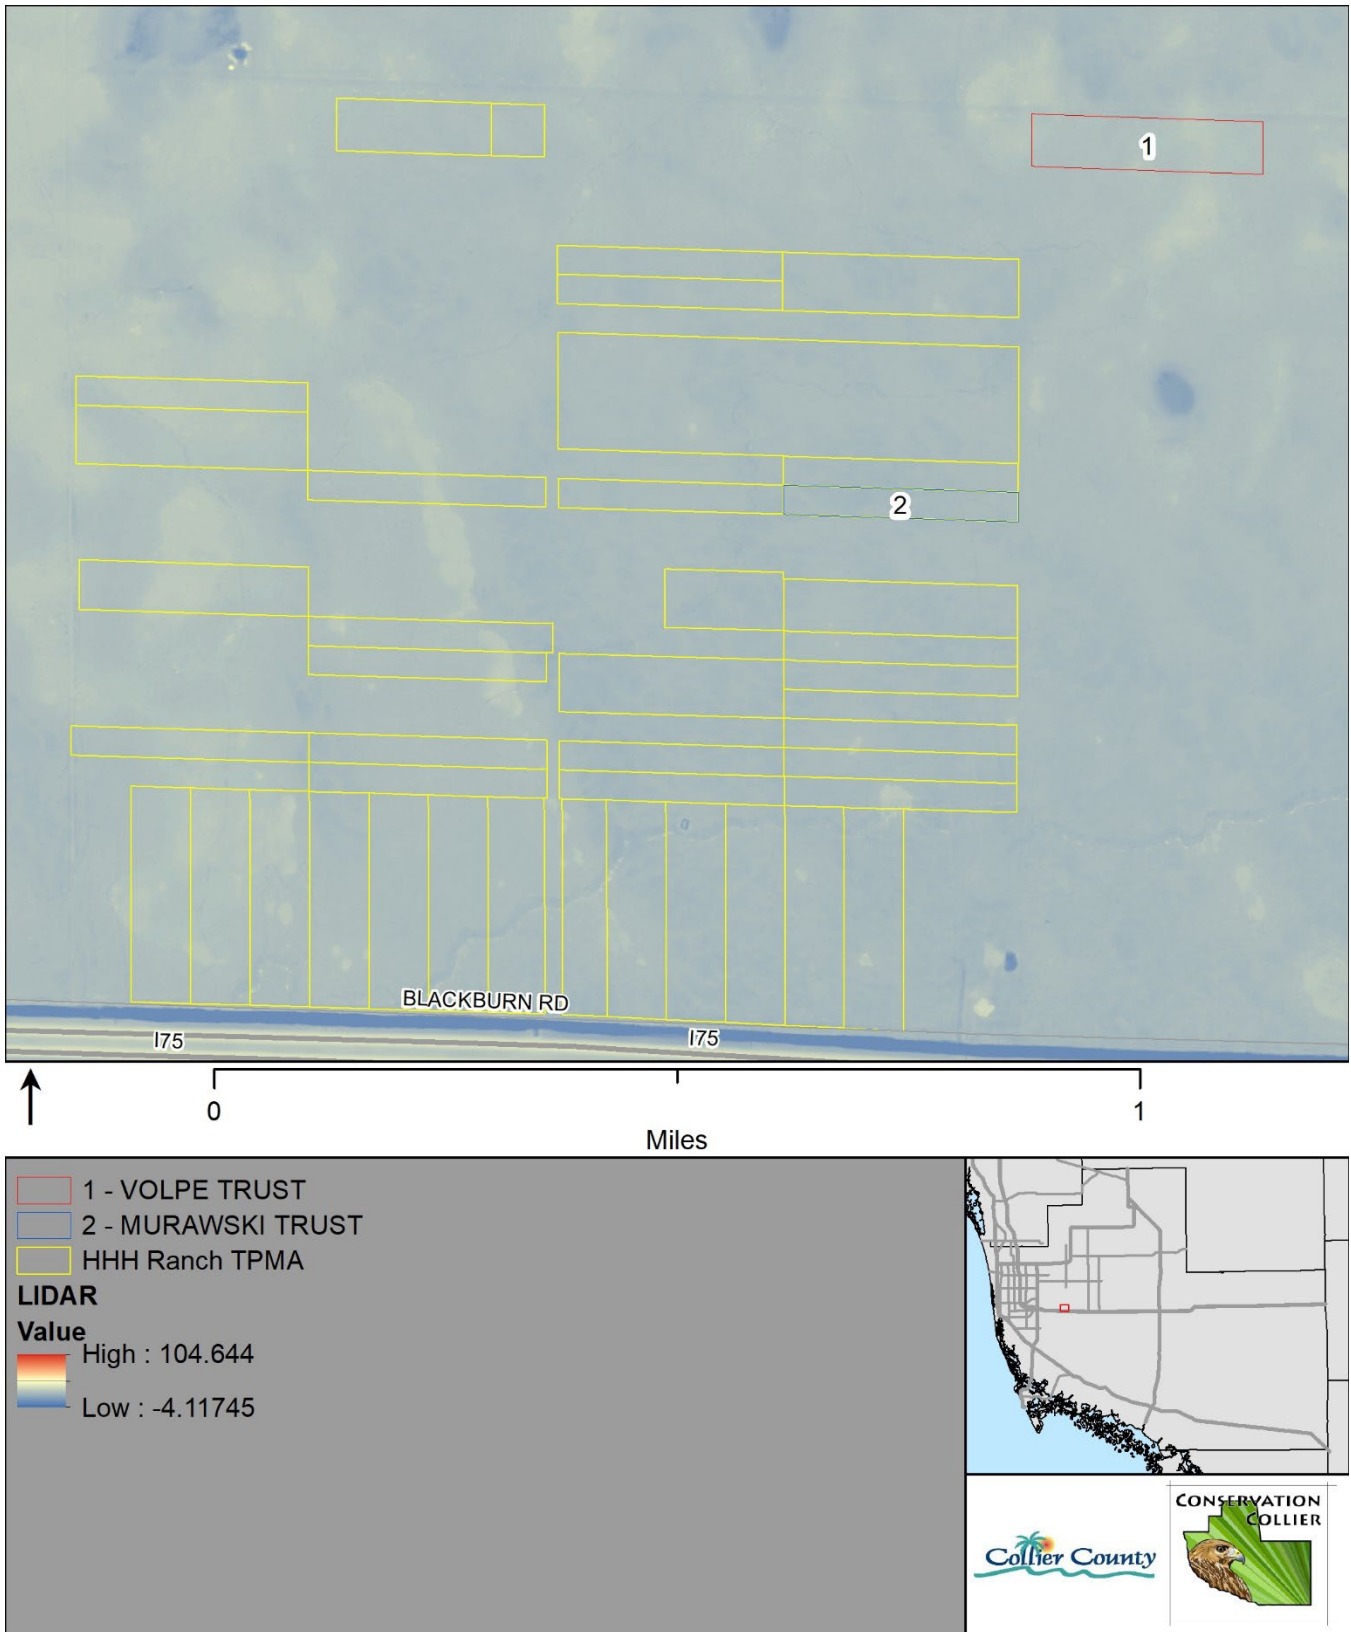 1
2
BLACKBURN RD
I75
I75
0
1
Miles
1 - VOLPE TRUST
2 - MURAWSKI TRUST
HHH Ranch TPMA
LIDAR
Value
High : 104.644
Low : -4.11745
Collier County
CONSERVATION
COLLIER